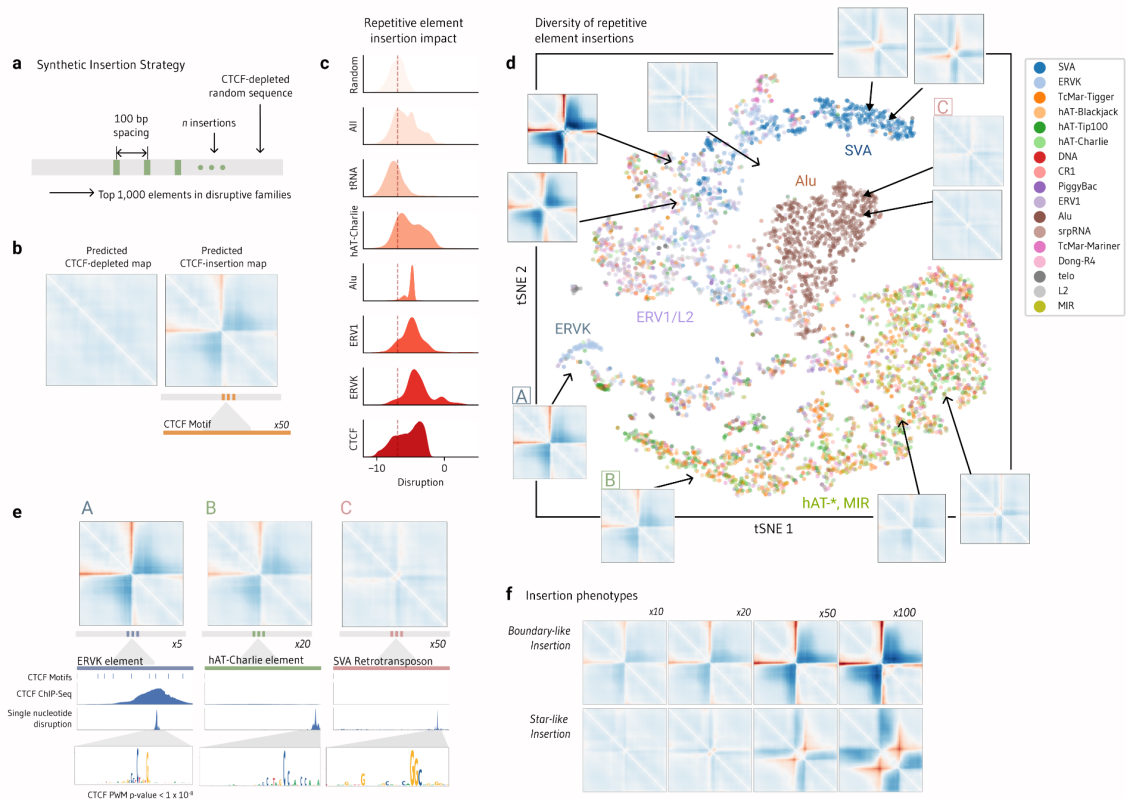 a Synthetic Insertion Strategy
CTCF-depleted
random sequence
100 bp
spacing
n insertions
Top 1,000 elements in disruptive families
b
Predicted
CTCF-depleted map
Predicted
CTCF-insertion map
CTCF Motif x50
Repetitive element
insertion impact
c
Random
All
tRNA
hAT-Charlie
Alu
ERV1
ERVK
CTCF
−10 0
Disruption
Diversity of repetitive
element insertions
d
SVA
Alu
ERV1/L2
ERVK
hAT-*, MIR
A
B
C
tSNE 2
tSNE 1
SVA
ERVK
TcMar-Tigger
hAT-Blackjack
hAT-Tip100
hAT-Charlie
DNA
CR1
PiggyBac
ERV1
Alu
srpRNA
TcMar-Mariner
Dong-R4
telo
L2
MIR
e
A B C
x5 x20 x50
ERVK element hAT-Charlie element SVA Retrotransposon
CTCF Motifs
CTCF ChIP-Seq
Single nucleotide
disruption
CTCF PWM p-value < 1 x 10⁻⁸
f Insertion phenotypes
x10 x20 x50 x100
Boundary-like
Insertion
Star-like
Insertion